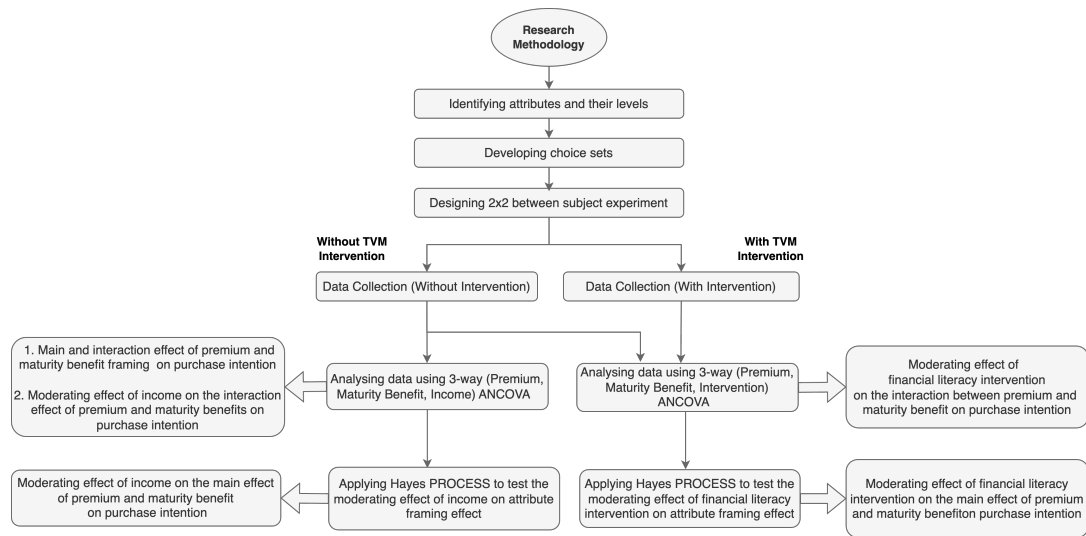 Research
Methodology
Identifying attributes and their levels
Developing choice sets
Designing 2x2 between subject experiment
Without TVM
Intervention
With TVM
Intervention
Data Collection (Without Intervention)
Data Collection (With Intervention)
1. Main and interaction effect of premium and
maturity benefit framing on purchase intention
2. Moderating effect of income on the interaction
effect of premium and maturity benefits on
purchase intention
Analysing data using 3-way (Premium,
Maturity Benefit, Income) ANCOVA
Analysing data using 3-way (Premium,
Maturity Benefit, Intervention)
ANCOVA
Moderating effect of
financial literacy intervention
on the interaction between premium and
maturity benefit on purchase intention
Moderating effect of income on the main effect
of premium and maturity benefit
on purchase intention
Applying Hayes PROCESS to test the
moderating effect of income on attribute
framing effect
Applying Hayes PROCESS to test the
moderating effect of financial literacy
intervention on attribute framing effect
Moderating effect of financial literacy
intervention on the main effect of premium
and maturity benefiton purchase intention